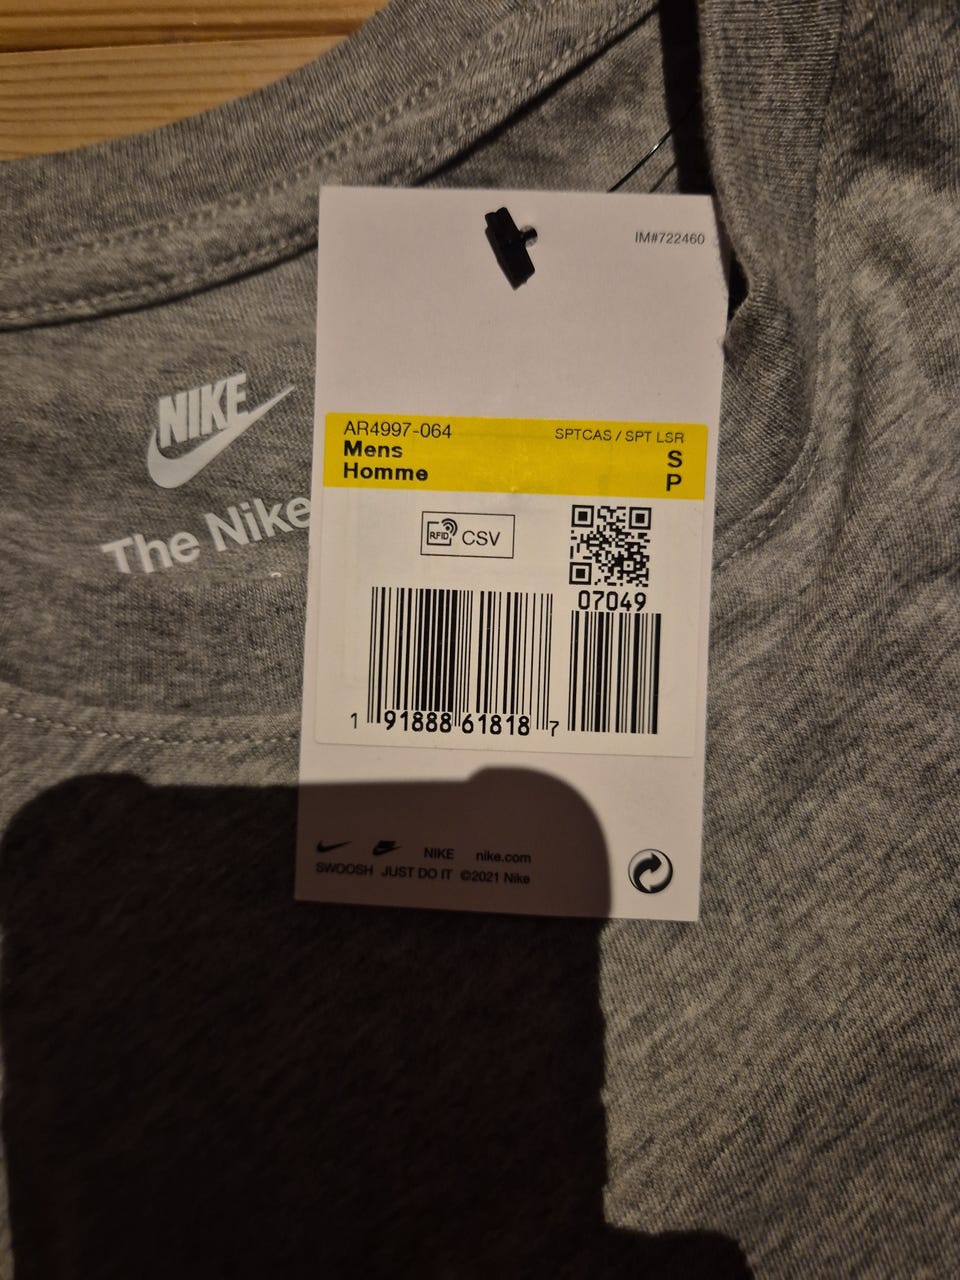 IM#722460
AR4997-064 SPTCAS / SPT LSR
Mens S
Homme P
NIKE
The Nike
RFID CSV
07049
1 91888 61818 7
NIKE nike.com
SWOOSH JUST DO IT ©2021 Nike